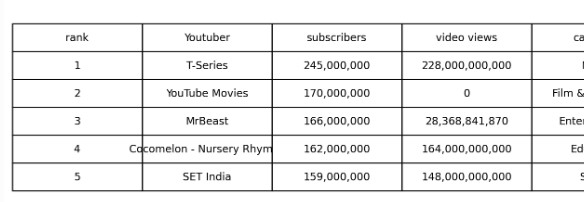 rank Youtuber subscribers video views ca
1 T-Series 245,000,000 228,000,000,000
2 YouTube Movies 170,000,000 0 Film &
3 MrBeast 166,000,000 28,368,841,870 Enter
4 Cocomelon - Nursery Rhym 162,000,000 164,000,000,000 Ed
5 SET India 159,000,000 148,000,000,000 S